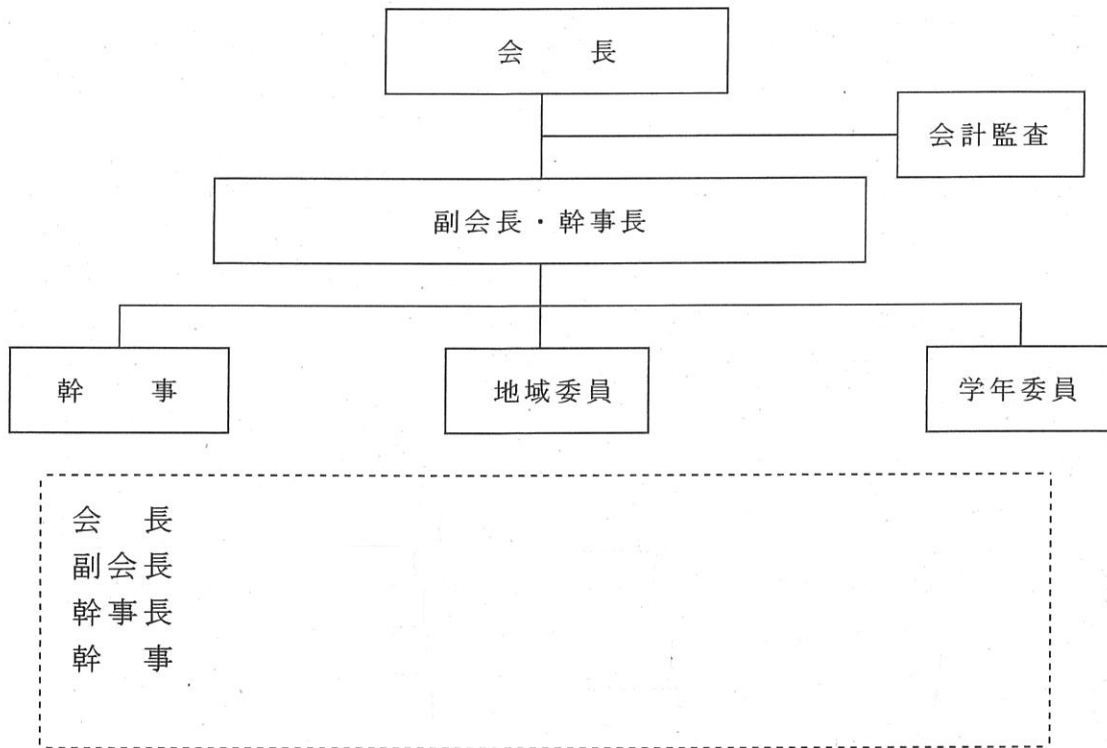 会　　長
会計監査
副会長・幹事長
幹　　事
地域委員
学年委員
会　長
副会長
幹事長
幹　事